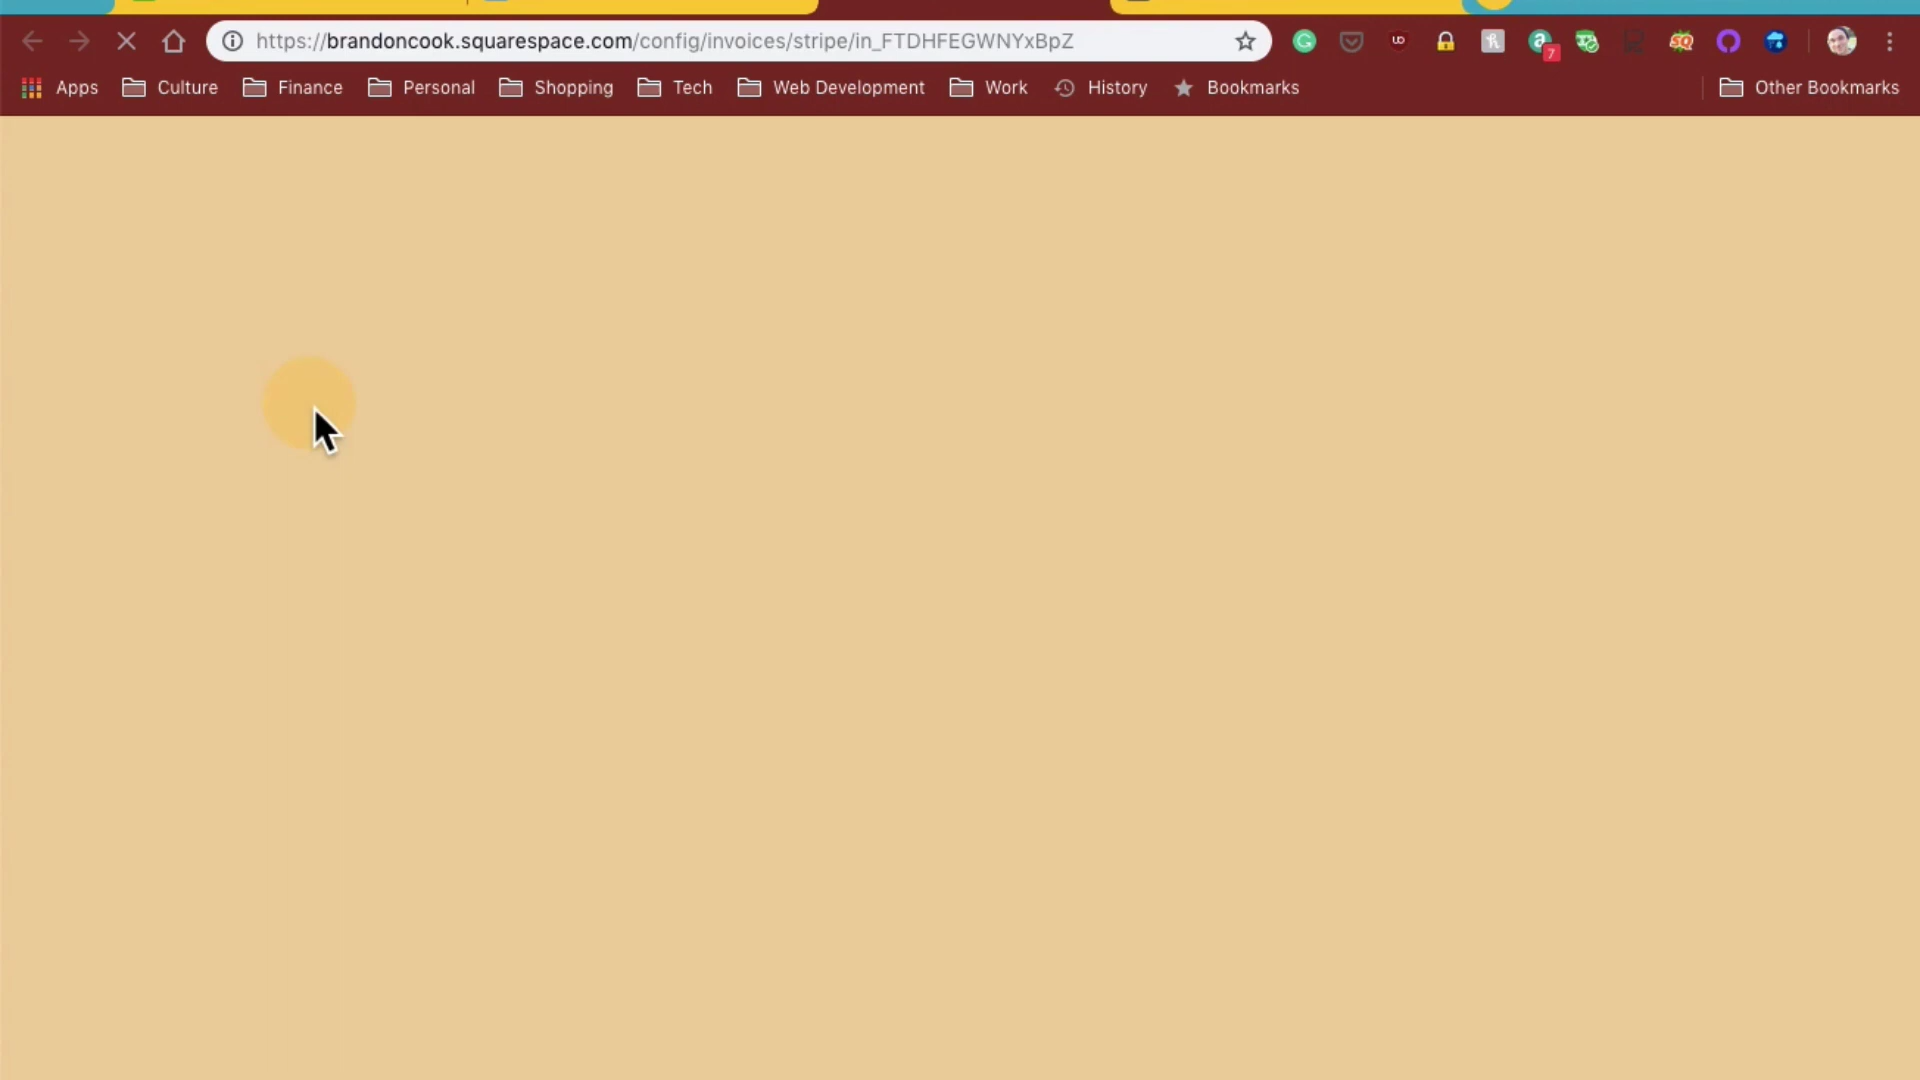 https://brandoncook.squarespace.com/config/invoices/stripe/in_FTDHFEGWNYxBpZ
7
Apps Culture Finance Personal Shopping Tech Web Development Work History Bookmarks Other Bookmarks